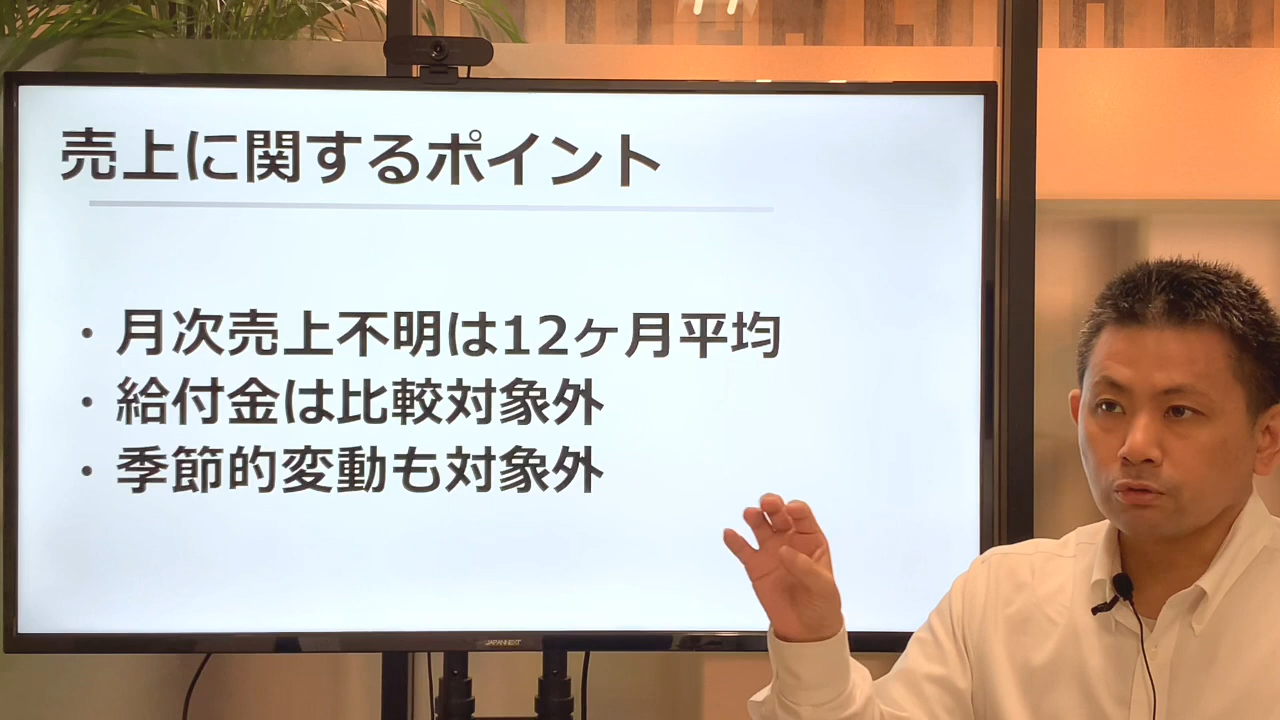 売上に関するポイント
・月次売上不明は12ヶ月平均
・給付金は比較対象外
・季節的変動も対象外
JAPANNEXT